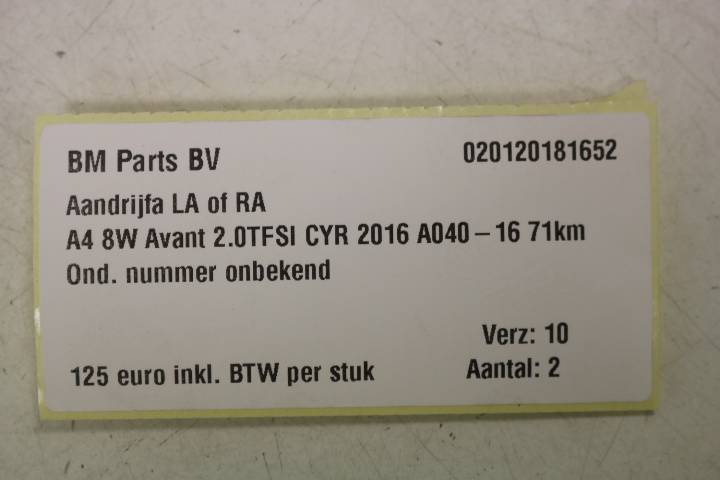 BM Parts BV 020120181652
Aandrijfa LA of RA
A4 8W Avant 2.0TFSI CYR 2016 A040-16 71km
Ond. nummer onbekend
Verz: 10
125 euro inkl. BTW per stuk Aantal: 2